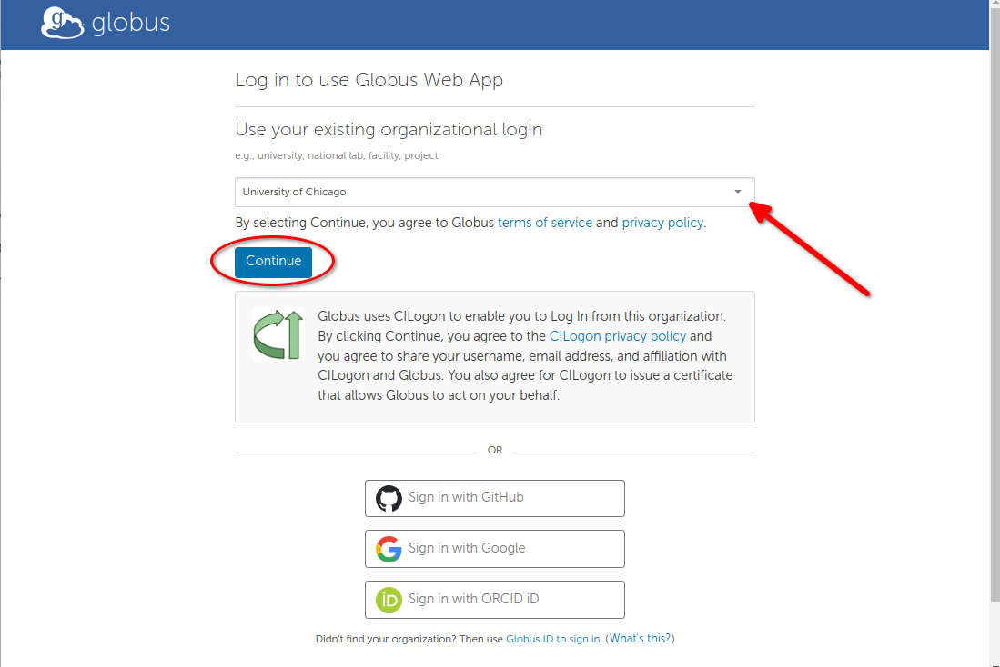 globus
Log in to use Globus Web App
Use your existing organizational login
e.g., university, national lab, facility, project
University of Chicago
By selecting Continue, you agree to Globus terms of service and privacy policy.
Continue
Globus uses CILogon to enable you to Log In from this organization.
By clicking Continue, you agree to the CILogon privacy policy and
you agree to share your username, email address, and affiliation with
CILogon and Globus. You also agree for CILogon to issue a certificate
that allows Globus to act on your behalf.
OR
Sign in with GitHub
Sign in with Google
Sign in with ORCID iD
Didn't find your organization? Then use Globus ID to sign in. (What's this?)